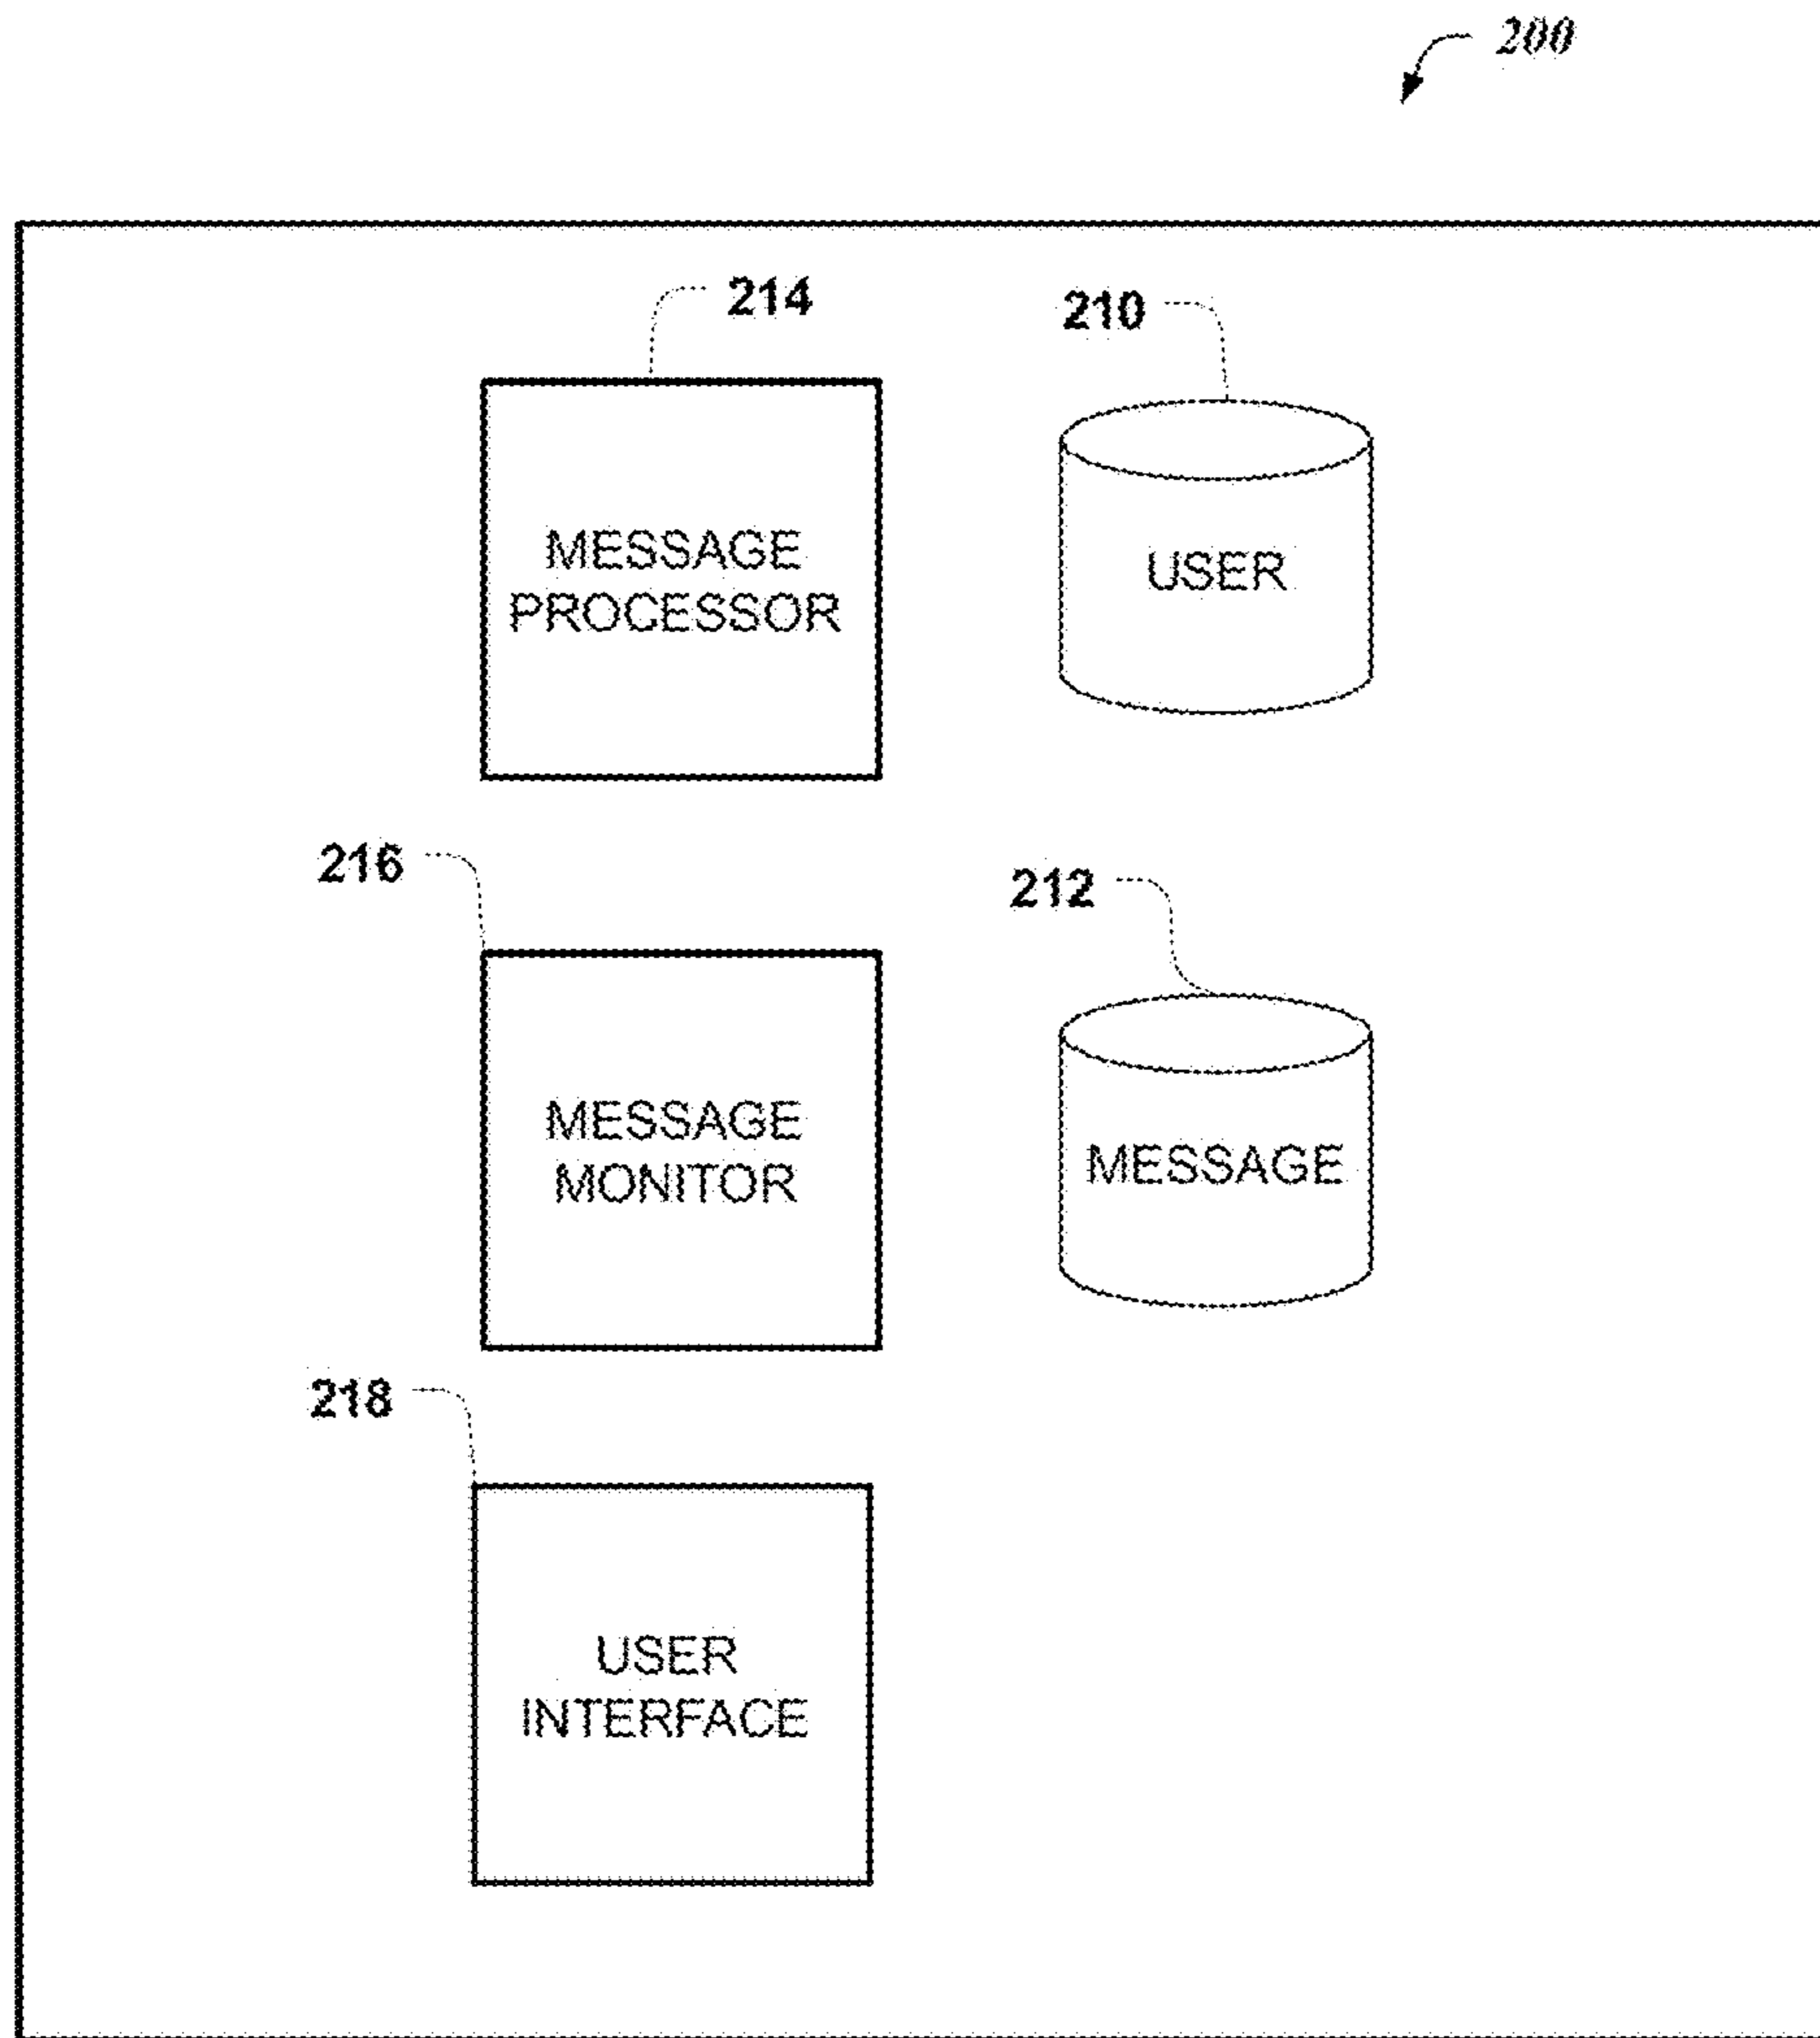 200
214
210
MESSAGE
PROCESSOR
USER
216
212
MESSAGE
MONITOR
MESSAGE
218
USER
INTERFACE